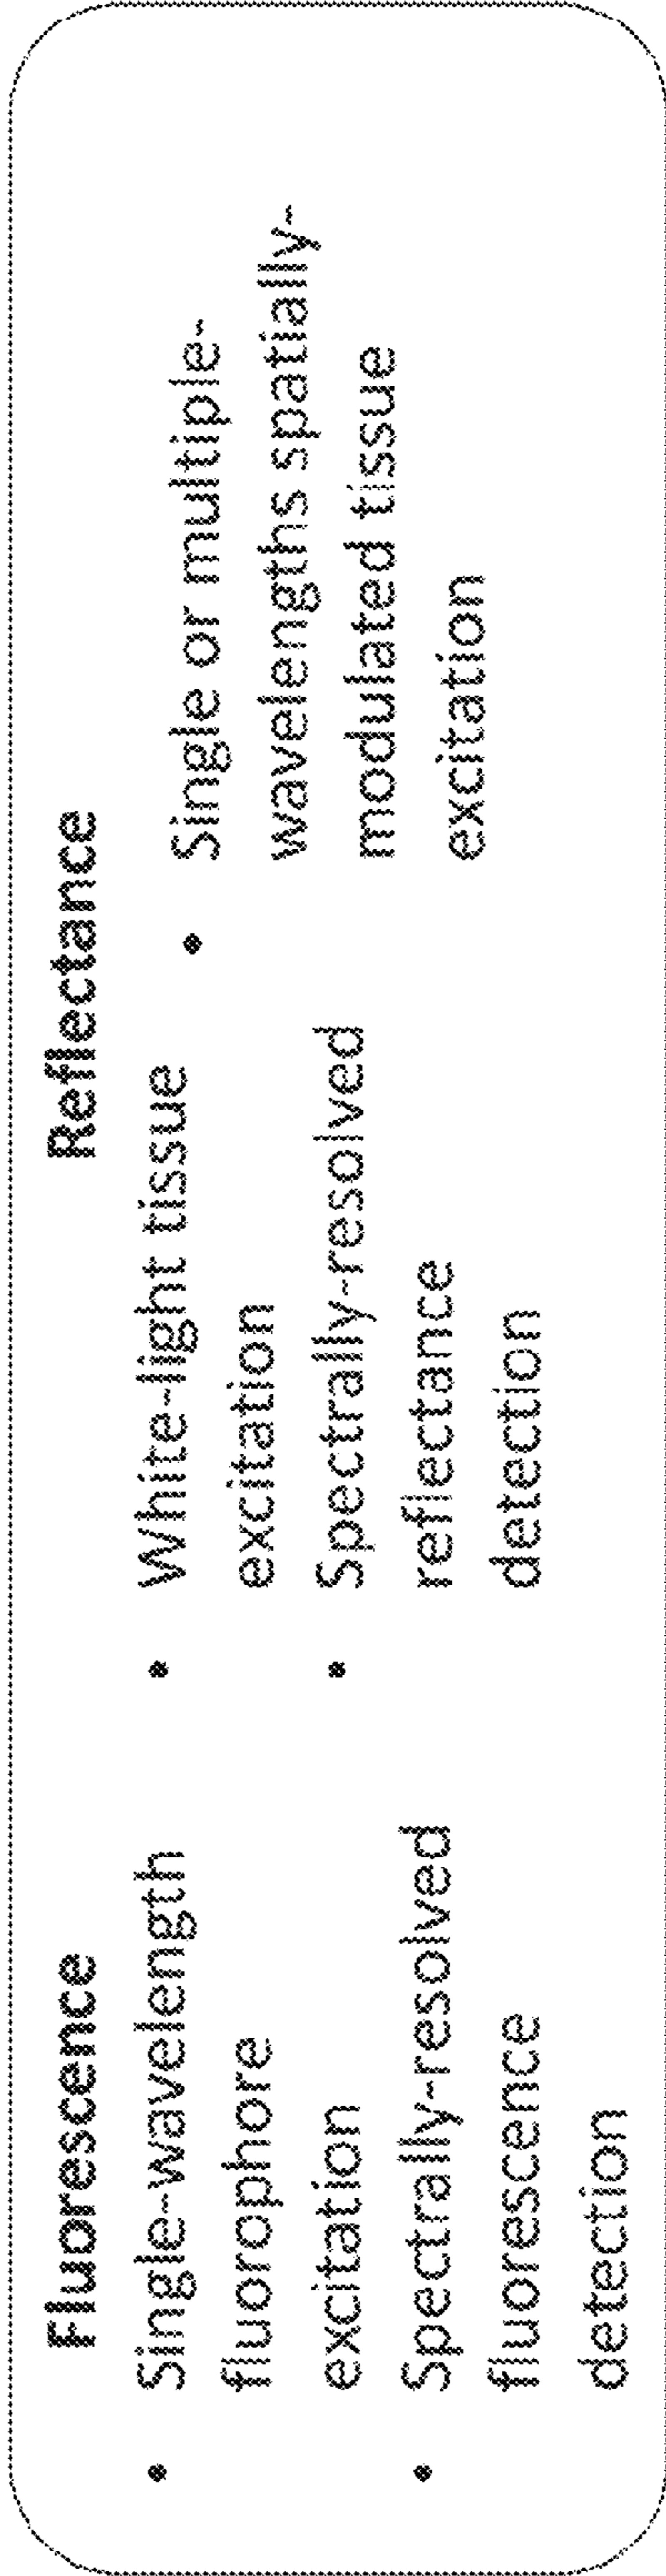 Fluorescence
• Single-wavelength
fluorophore
excitation
• Spectrally-resolved
fluorescence
detection
Reflectance
• White-light tissue
excitation
• Spectrally-resolved
reflectance
detection
• Single or multiple-
wavelengths spatially-
modulated tissue
excitation